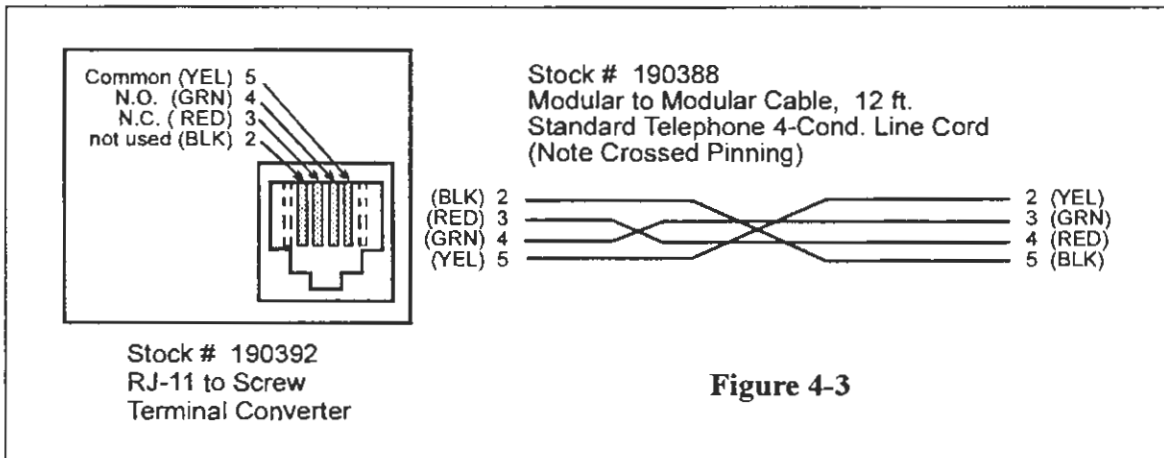 Common (YEL) 5
N.O. (GRN) 4
N.C. ( RED) 3
not used (BLK) 2
Stock # 190392
RJ-11 to Screw
Terminal Converter
Stock # 190388
Modular to Modular Cable, 12 ft.
Standard Telephone 4-Cond. Line Cord
(Note Crossed Pinning)
(BLK) 2
(RED) 3
(GRN) 4
(YEL) 5
2 (YEL)
3 (GRN)
4 (RED)
5 (BLK)
Figure 4-3